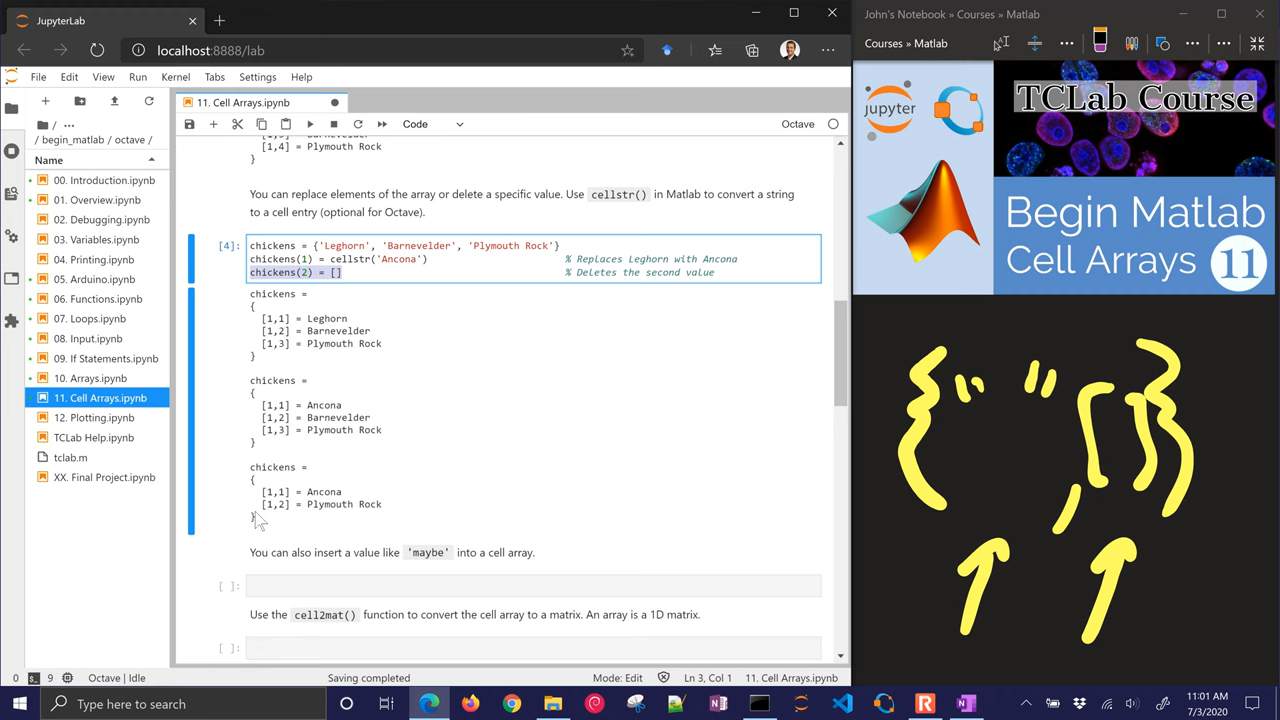 JupyterLab
localhost:8888/lab
File Edit View Run Kernel Tabs Settings Help
11. Cell Arrays.ipynb
Code
Octave
/ ...
/ begin_matlab / octave /
Name
00. Introduction.ipynb
01. Overview.ipynb
02. Debugging.ipynb
03. Variables.ipynb
04. Printing.ipynb
05. Arduino.ipynb
06. Functions.ipynb
07. Loops.ipynb
08. Input.ipynb
09. If Statements.ipynb
10. Arrays.ipynb
11. Cell Arrays.ipynb
12. Plotting.ipynb
TCLab Help.ipynb
tclab.m
XX. Final Project.ipynb
[1,4] = Plymouth Rock
}
You can replace elements of the array or delete a specific value. Use cellstr() in Matlab to convert a string
to a cell entry (optional for Octave).
[4]:
chickens = {'Leghorn', 'Barnevelder', 'Plymouth Rock'}
chickens(1) = cellstr('Ancona') % Replaces Leghorn with Ancona
chickens(2) = [] % Deletes the second value
chickens =
{
[1,1] = Leghorn
[1,2] = Barnevelder
[1,3] = Plymouth Rock
}
chickens =
{
[1,1] = Ancona
[1,2] = Barnevelder
[1,3] = Plymouth Rock
}
chickens =
{
[1,1] = Ancona
[1,2] = Plymouth Rock
}
You can also insert a value like 'maybe' into a cell array.
[ ]:
Use the cell2mat() function to convert the cell array to a matrix. An array is a 1D matrix.
[ ]:
0 9 Octave | Idle Saving completed Mode: Edit Ln 3, Col 1 11. Cell Arrays.ipynb
John's Notebook » Courses » Matlab
Courses » Matlab
jupyter
TCLab Course
Begin Matlab
Cell Arrays 11
{ " " , [ ] }
Type here to search
11:01 AM
7/3/2020